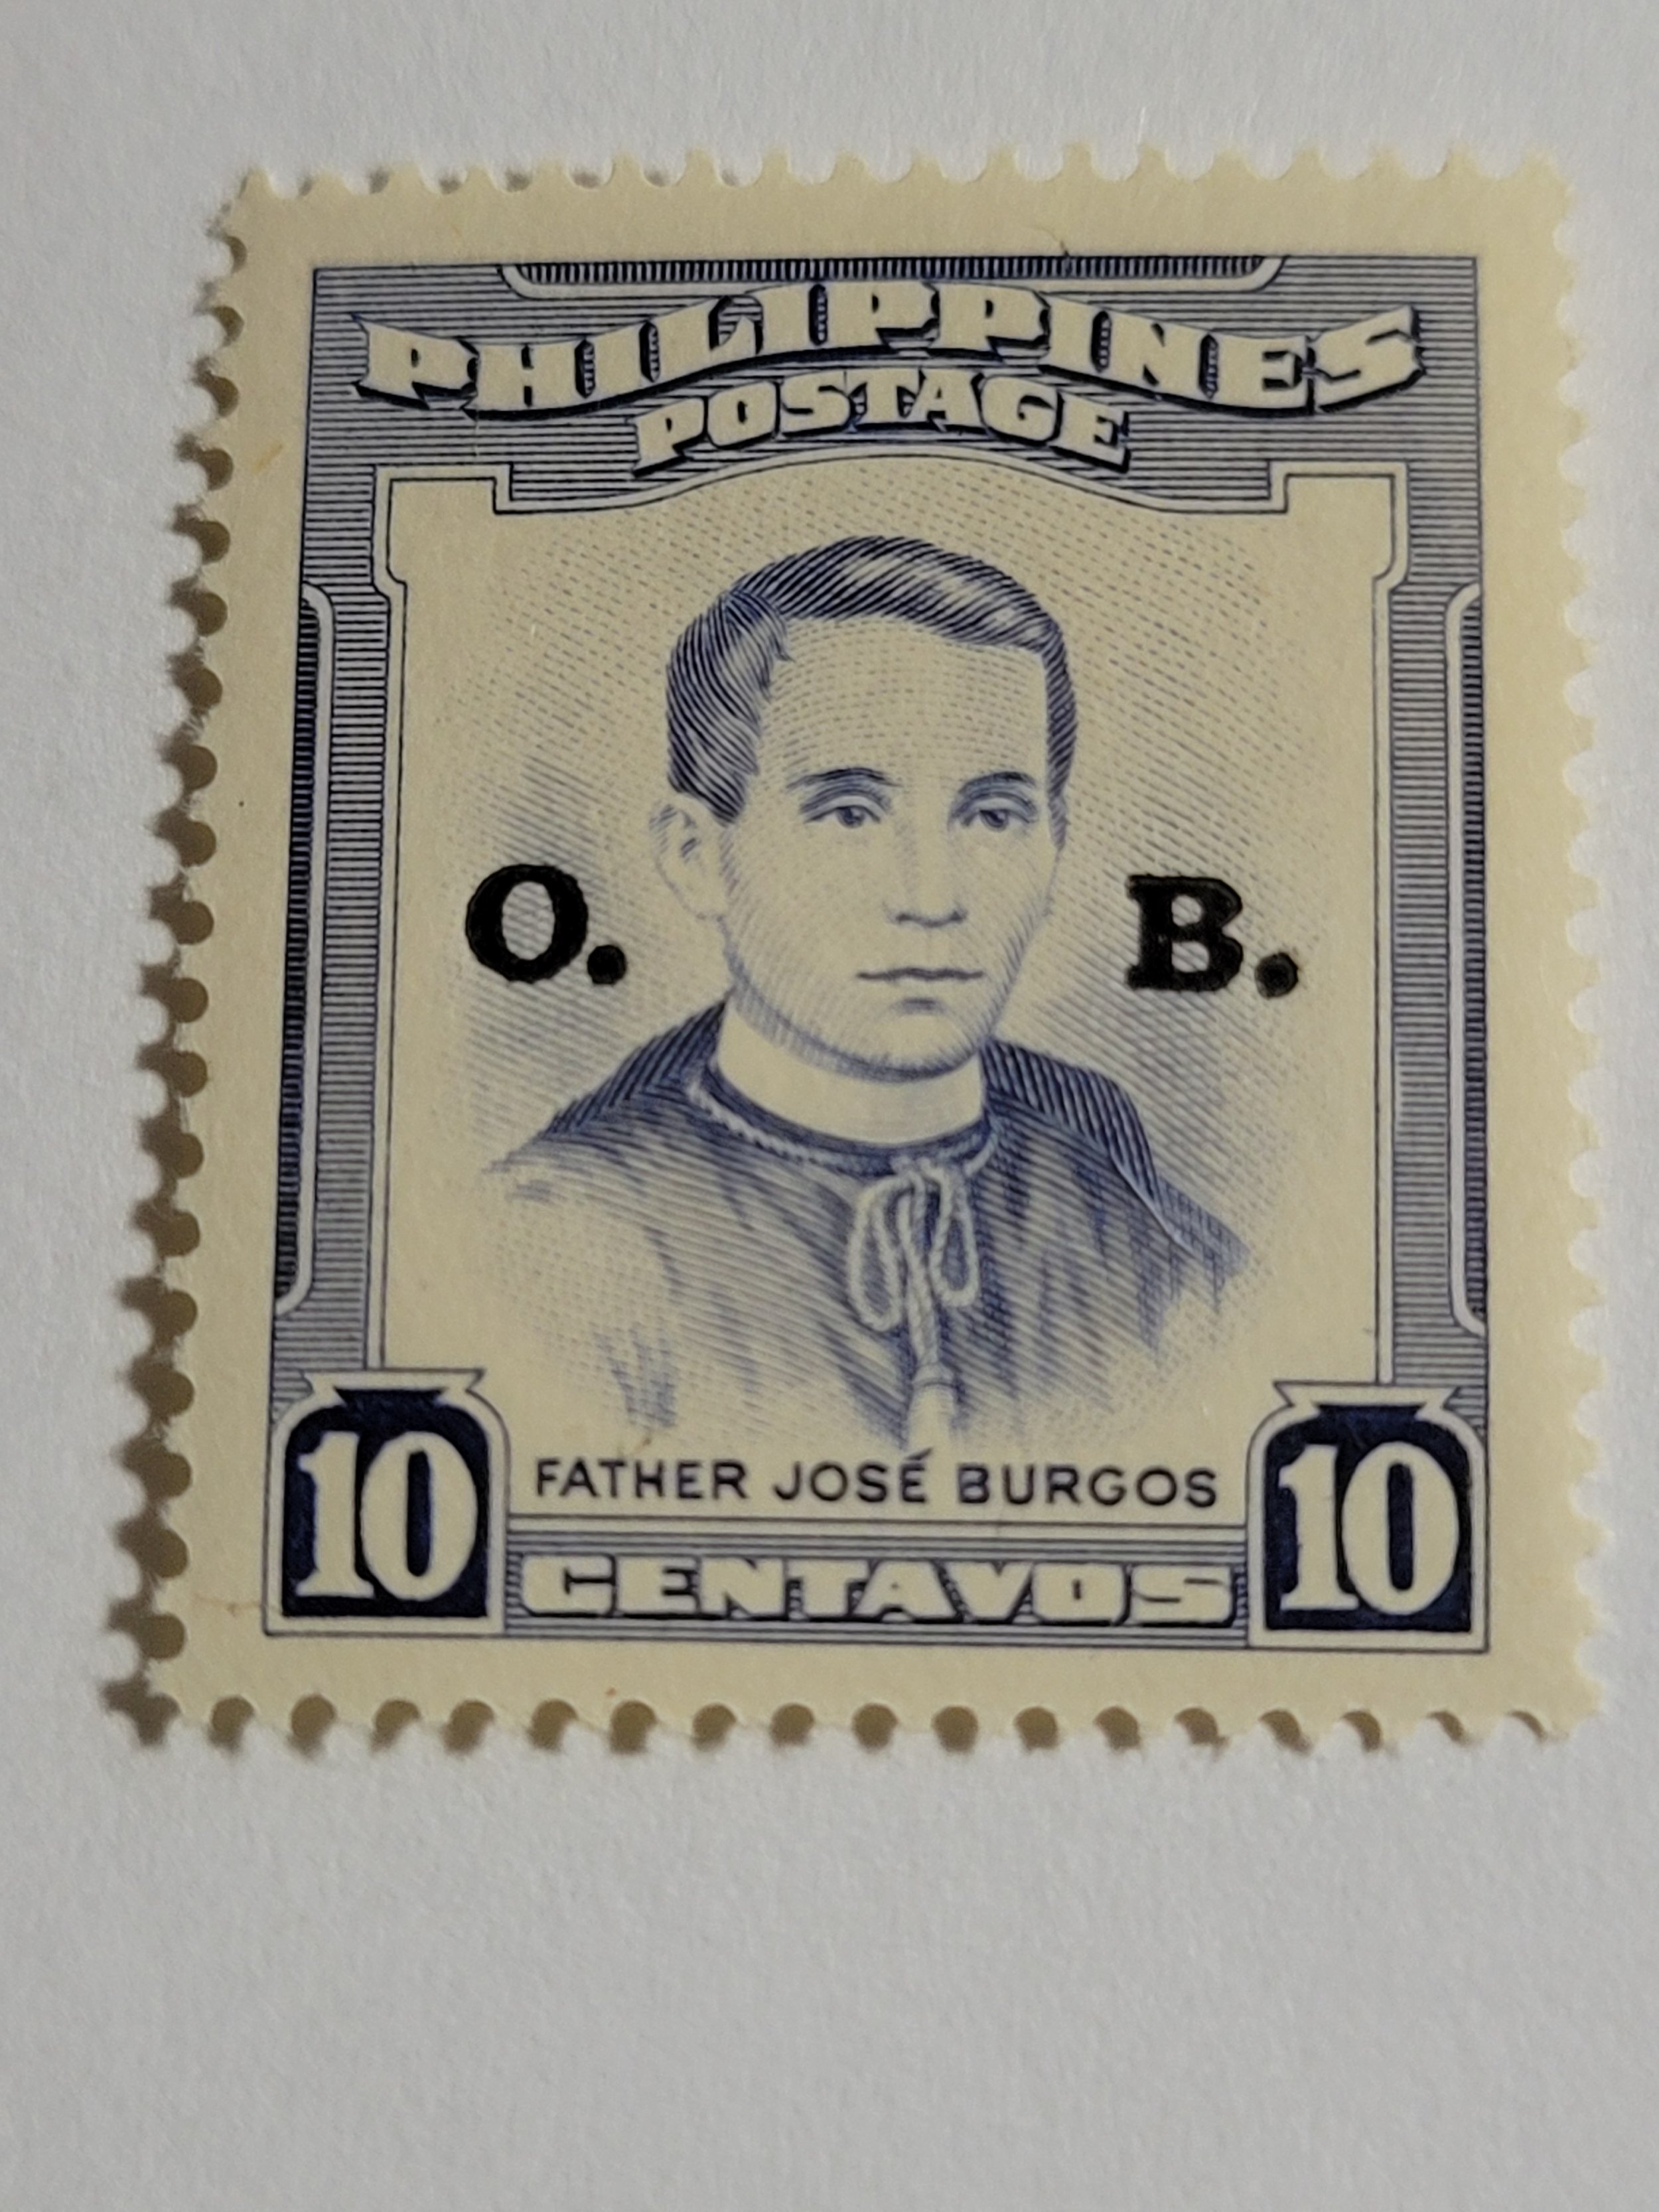 PHILIPPINES
POSTAGE
O. B.
FATHER JOSÉ BURGOS
10 CENTAVOS 10